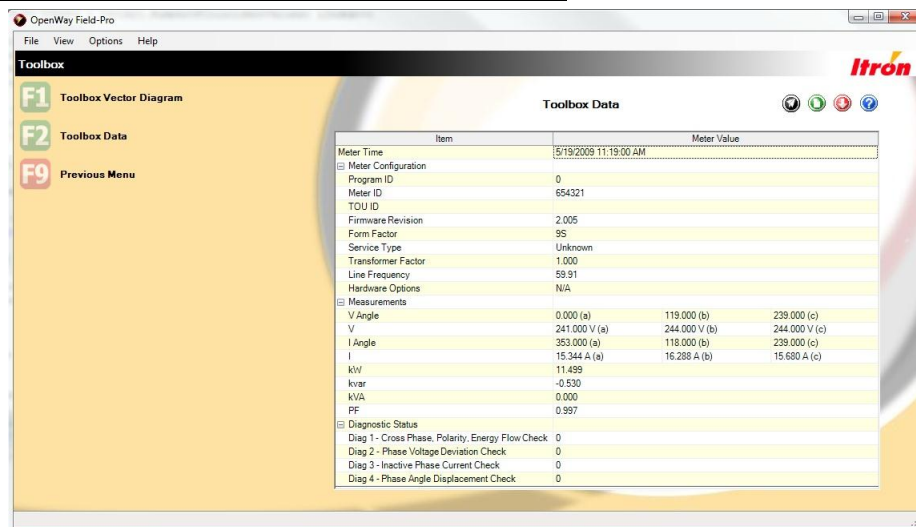 OpenWay Field-Pro
File View Options Help
Toolbox
Itrón
F1 Toolbox Vector Diagram
F2 Toolbox Data
F9 Previous Menu
Toolbox Data
Item Meter Value
Meter Time 5/19/2009 11:19:00 AM
Meter Configuration
Program ID 0
Meter ID 654321
TOU ID
Firmware Revision 2.005
Form Factor 9S
Service Type Unknown
Transformer Factor 1.000
Line Frequency 59.91
Hardware Options N/A
Measurements
V Angle 0.000 (a) 119.000 (b) 239.000 (c)
V 241.000 V (a) 244.000 V (b) 244.000 V (c)
I Angle 353.000 (a) 118.000 (b) 239.000 (c)
I 15.344 A (a) 16.288 A (b) 15.680 A (c)
kW 11.499
kvar -0.530
kVA 0.000
PF 0.997
Diagnostic Status
Diag 1 - Cross Phase, Polarity, Energy Flow Check 0
Diag 2 - Phase Voltage Deviation Check 0
Diag 3 - Inactive Phase Current Check 0
Diag 4 - Phase Angle Displacement Check 0